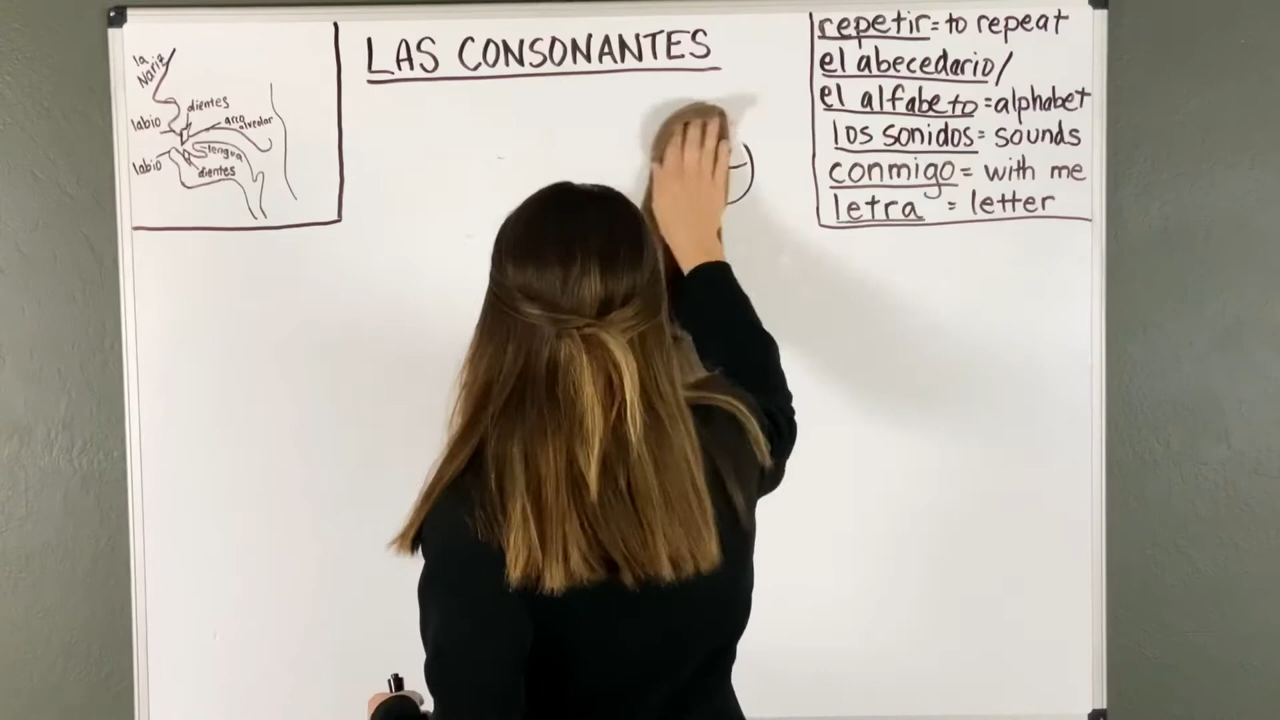 la
Nariz
dientes
labio
arco
alveolar
lengua
labio
dientes
LAS CONSONANTES
repetir = to repeat
el abecedario/
el alfabeto = alphabet
los sonidos = sounds
conmigo = with me
letra = letter